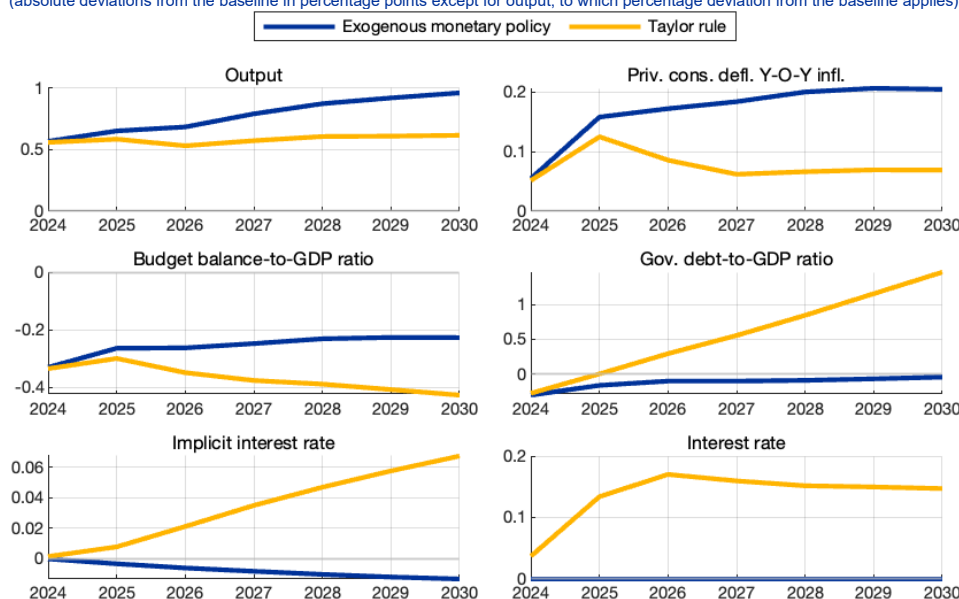 (absolute deviations from the baseline in percentage points except for output, to which percentage deviation from the baseline applies)
Exogenous monetary policy Taylor rule
Output
1
0.5
0
2024 2025 2026 2027 2028 2029 2030
Priv. cons. defl. Y-O-Y infl.
0.2
0.1
0
2024 2025 2026 2027 2028 2029 2030
Budget balance-to-GDP ratio
0
-0.2
-0.4
2024 2025 2026 2027 2028 2029 2030
Gov. debt-to-GDP ratio
1
0.5
0
2024 2025 2026 2027 2028 2029 2030
Implicit interest rate
0.06
0.04
0.02
0
2024 2025 2026 2027 2028 2029 2030
Interest rate
0.2
0.1
0
2024 2025 2026 2027 2028 2029 2030